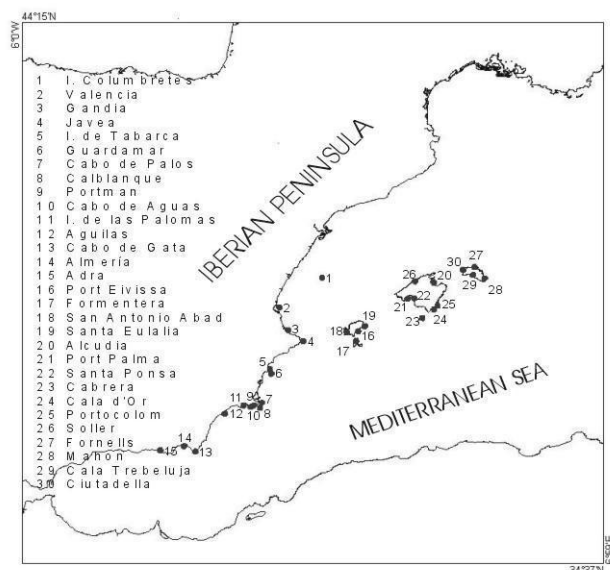 44°15'N
6°0'W
1 I. Columbretes
2 Valencia
3 Gandia
4 Javea
5 I. de Tabarca
6 Guardamar
7 Cabo de Palos
8 Calblanque
9 Portman
10 Cabo de Aguas
11 I. de las Palomas
12 Aguilas
13 Cabo de Gata
14 Almería
15 Adra
16 Port Eivissa
17 Formentera
18 San Antonio Abad
19 Santa Eulalia
20 Alcudia
21 Port Palma
22 Santa Ponsa
23 Cabrera
24 Cala d'Or
25 Portocolom
26 Soller
27 Fornells
28 Mahon
29 Cala Trebeluja
30 Ciutadella
IBERIAN PENINSULA
MEDITERRANEAN SEA
1
2
3
4
5
6
7
8
9
10
11
12
13
14
15
16
17
18
19
20
21
22
23
24
25
26
27
28
29
30